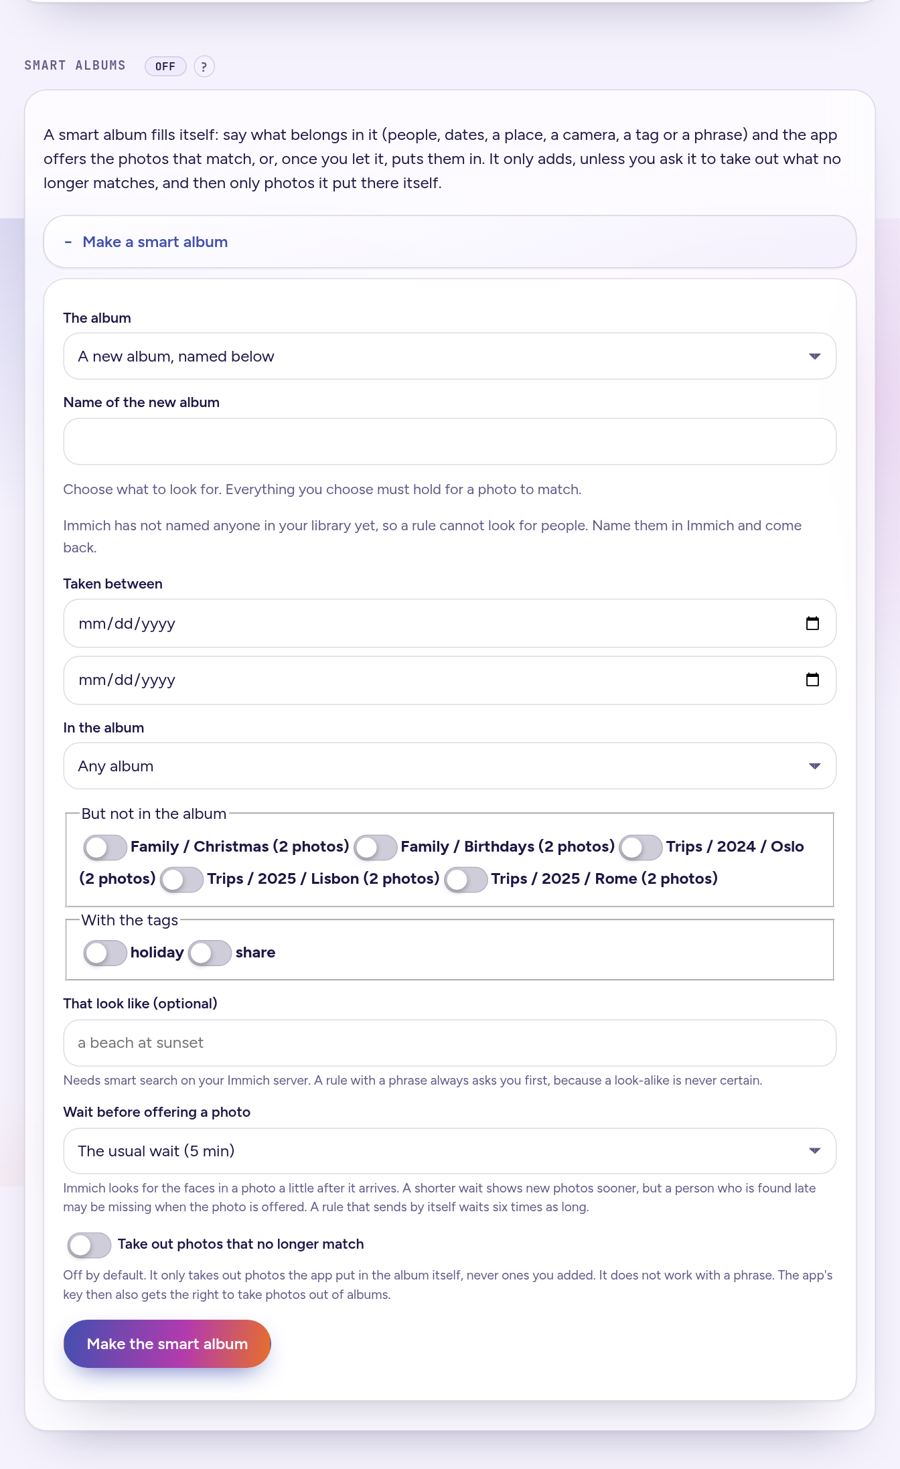 SMART ALBUMS OFF ?
A smart album fills itself: say what belongs in it (people, dates, a place, a camera, a tag or a phrase) and the app
offers the photos that match, or, once you let it, puts them in. It only adds, unless you ask it to take out what no
longer matches, and then only photos it put there itself.
– Make a smart album
The album
A new album, named below
Name of the new album
Choose what to look for. Everything you choose must hold for a photo to match.
Immich has not named anyone in your library yet, so a rule cannot look for people. Name them in Immich and come
back.
Taken between
mm/dd/yyyy
mm/dd/yyyy
In the album
Any album
But not in the album
Family / Christmas (2 photos) Family / Birthdays (2 photos) Trips / 2024 / Oslo
(2 photos) Trips / 2025 / Lisbon (2 photos) Trips / 2025 / Rome (2 photos)
With the tags
holiday share
That look like (optional)
a beach at sunset
Needs smart search on your Immich server. A rule with a phrase always asks you first, because a look-alike is never certain.
Wait before offering a photo
The usual wait (5 min)
Immich looks for the faces in a photo a little after it arrives. A shorter wait shows new photos sooner, but a person who is found late
may be missing when the photo is offered. A rule that sends by itself waits six times as long.
Take out photos that no longer match
Off by default. It only takes out photos the app put in the album itself, never ones you added. It does not work with a phrase. The app's
key then also gets the right to take photos out of albums.
Make the smart album